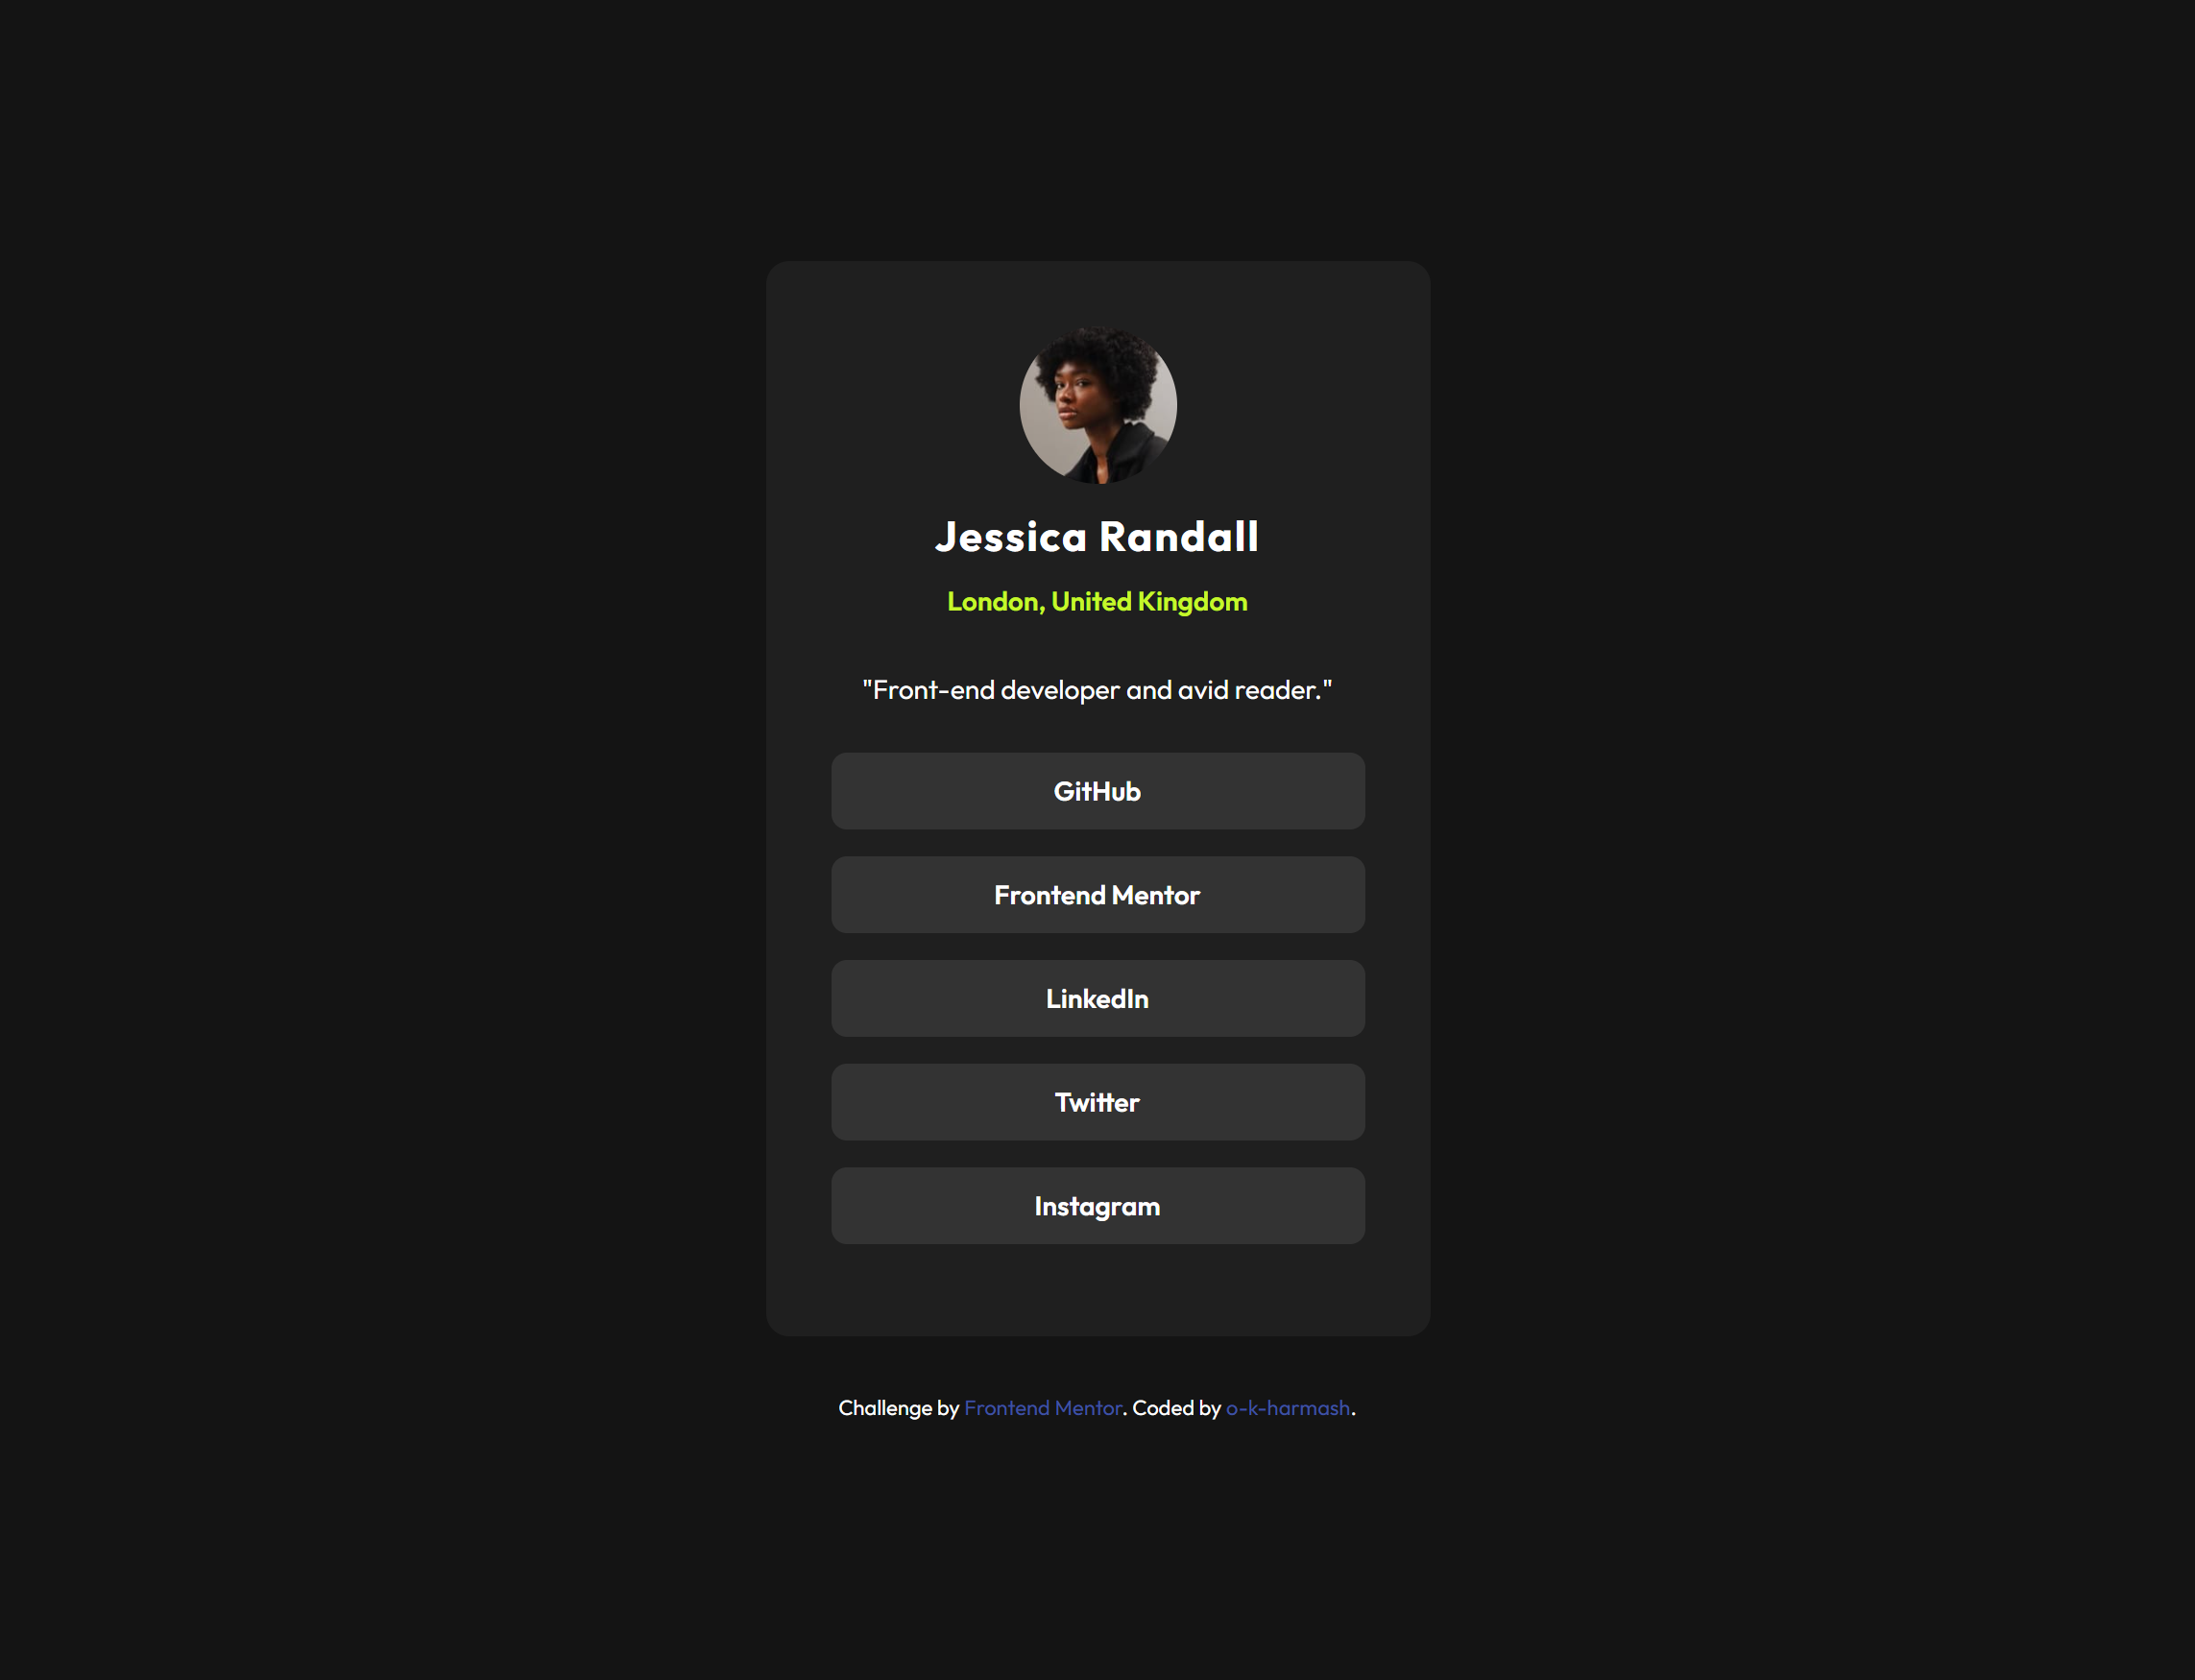 Jessica Randall
London, United Kingdom
"Front-end developer and avid reader."
GitHub
Frontend Mentor
LinkedIn
Twitter
Instagram
Challenge by Frontend Mentor. Coded by o-k-harmash.